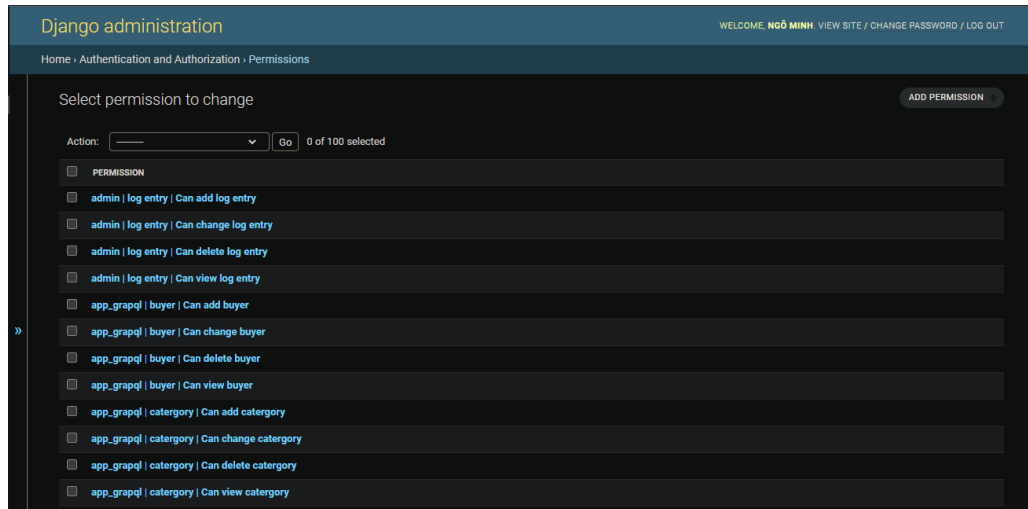 Django administration
WELCOME, NGÔ MINH. VIEW SITE / CHANGE PASSWORD / LOG OUT
Home › Authentication and Authorization › Permissions
Select permission to change
ADD PERMISSION +
Action: --------- Go 0 of 100 selected
PERMISSION
admin | log entry | Can add log entry
admin | log entry | Can change log entry
admin | log entry | Can delete log entry
admin | log entry | Can view log entry
app_grapql | buyer | Can add buyer
»
app_grapql | buyer | Can change buyer
app_grapql | buyer | Can delete buyer
app_grapql | buyer | Can view buyer
app_grapql | catergory | Can add catergory
app_grapql | catergory | Can change catergory
app_grapql | catergory | Can delete catergory
app_grapql | catergory | Can view catergory